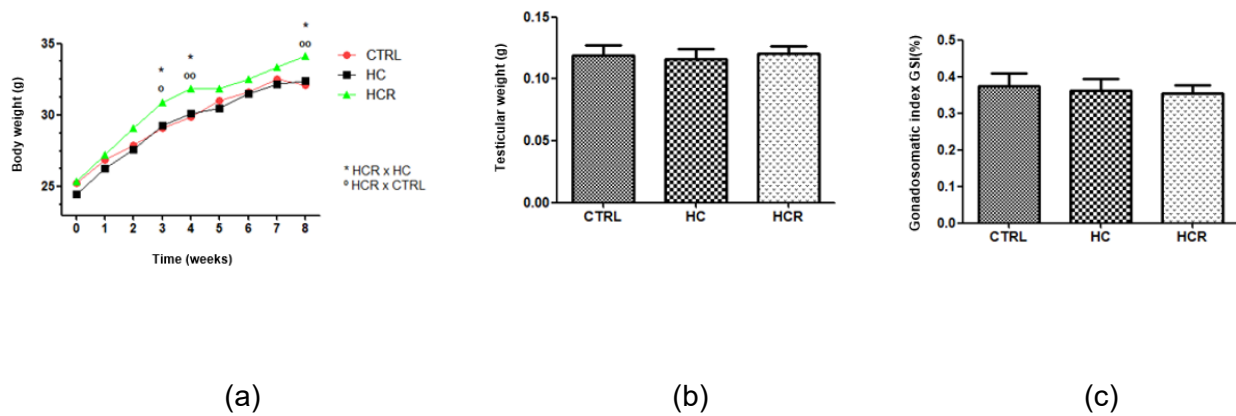 Body weight (g)
35
30
25
*
o
*
oo
*
oo
CTRL
HC
HCR
* HCR x HC
o HCR x CTRL
0 1 2 3 4 5 6 7 8
Time (weeks)
Testicular weight (g)
0.15
0.10
0.05
0.00
CTRL HC HCR
Gonadosomatic index GSI(%)
0.5
0.4
0.3
0.2
0.1
0.0
CTRL HC HCR
(a) (b) (c)